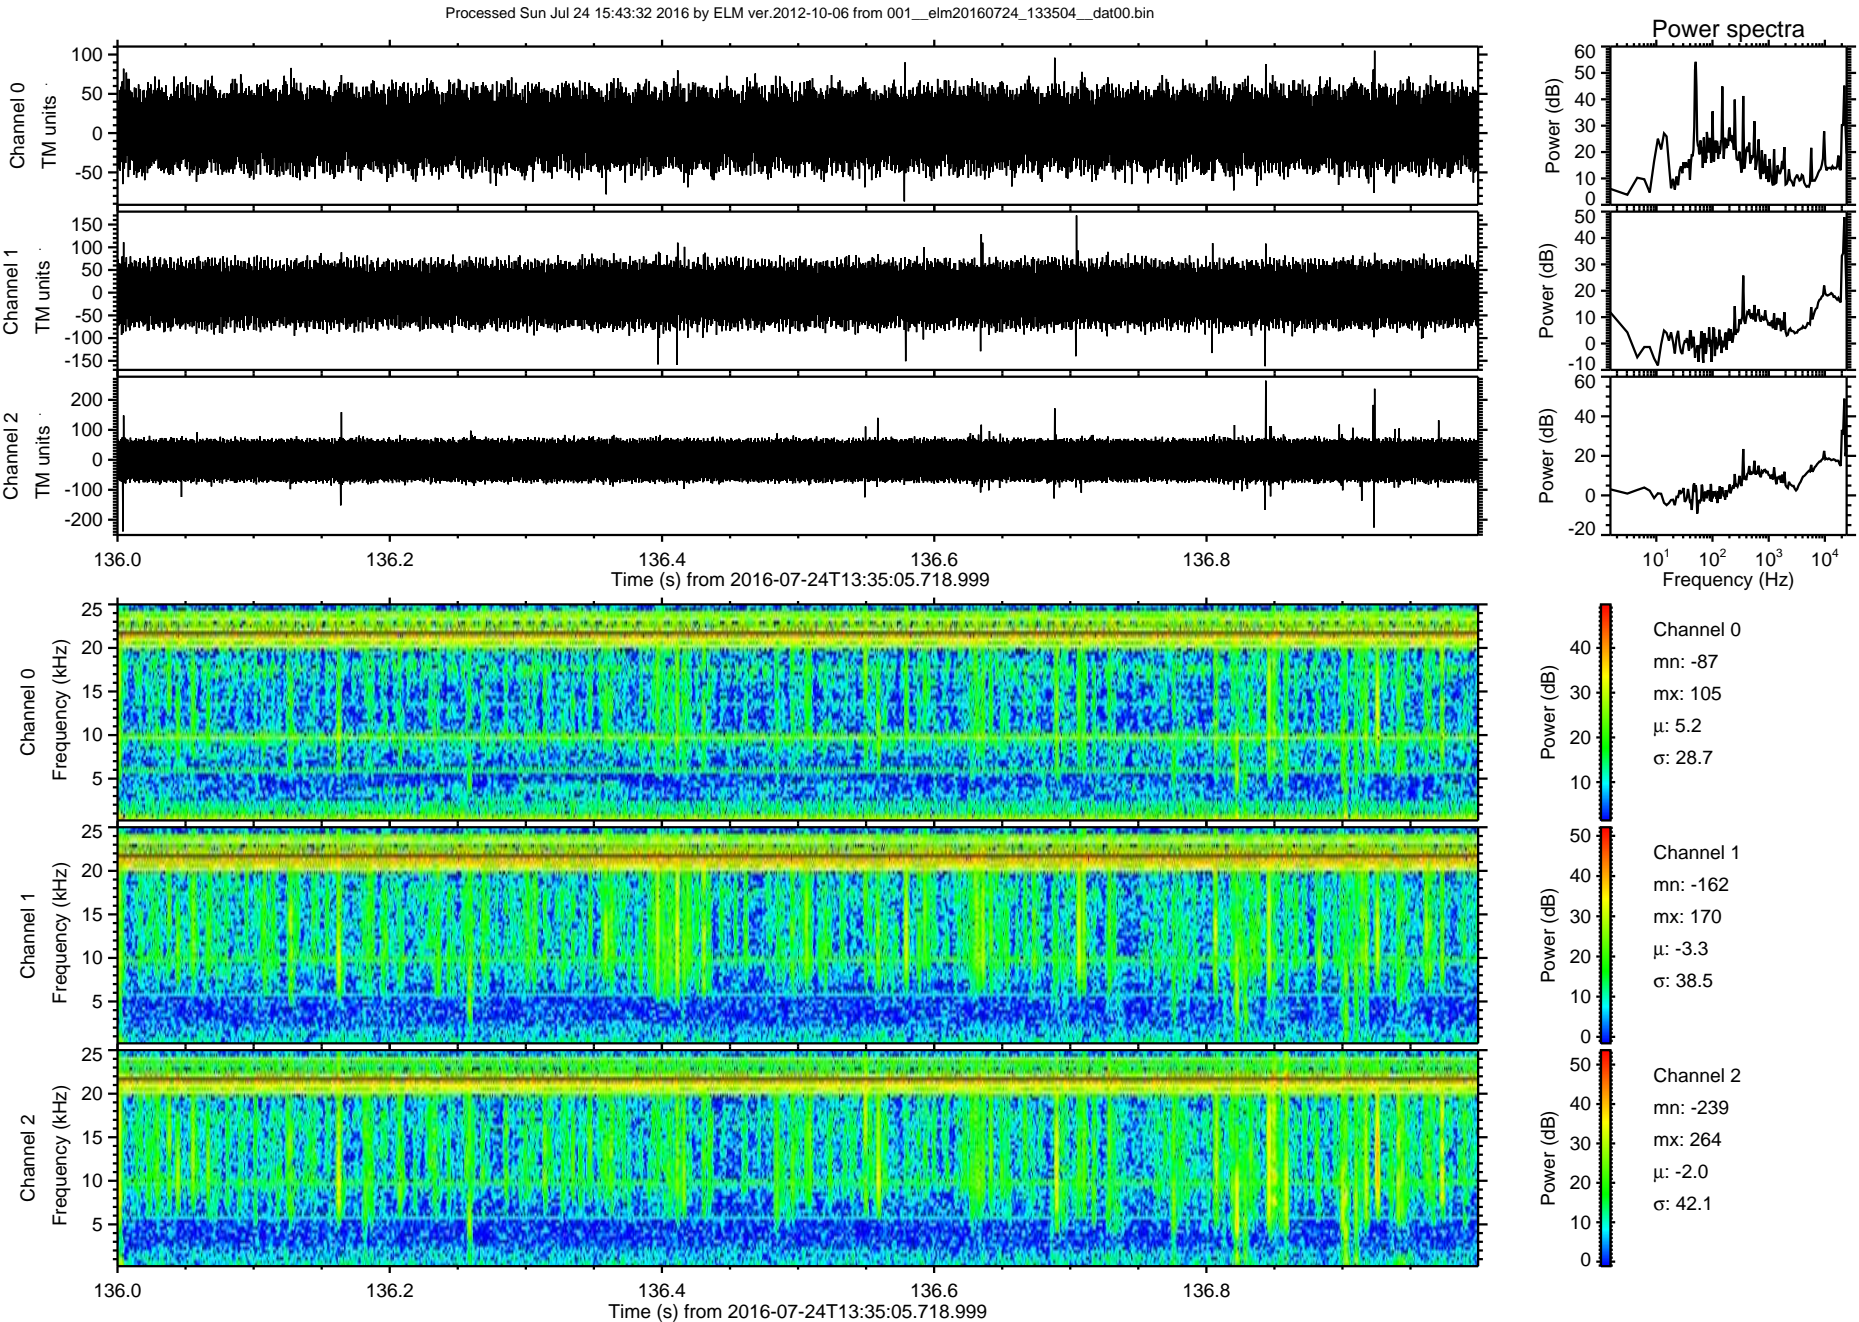 Processed Sun Jul 24 15:43:32 2016 by ELM ver.2012-10-06 from 001__elm20160724_133504__dat00.bin
Power spectra
Channel 0
TM units
100
50
0
-50
Power (dB)
60
50
40
30
20
10
0
Channel 1
TM units
150
100
50
0
-50
-100
-150
Power (dB)
50
40
30
20
10
0
-10
Channel 2
TM units
200
100
0
-100
-200
Power (dB)
60
40
20
0
-20
136.0 136.2 136.4 136.6 136.8
Time (s) from 2016-07-24T13:35:05.718.999
10^1 10^2 10^3 10^4
Frequency (Hz)
Channel 0
Frequency (kHz)
25
20
15
10
5
Power (dB)
40
30
20
10
Channel 0
mn: -87
mx: 105
μ: 5.2
σ: 28.7
Channel 1
Frequency (kHz)
25
20
15
10
5
Power (dB)
50
40
30
20
10
0
Channel 1
mn: -162
mx: 170
μ: -3.3
σ: 38.5
Channel 2
Frequency (kHz)
25
20
15
10
5
Power (dB)
50
40
30
20
10
0
Channel 2
mn: -239
mx: 264
μ: -2.0
σ: 42.1
136.0 136.2 136.4 136.6 136.8
Time (s) from 2016-07-24T13:35:05.718.999